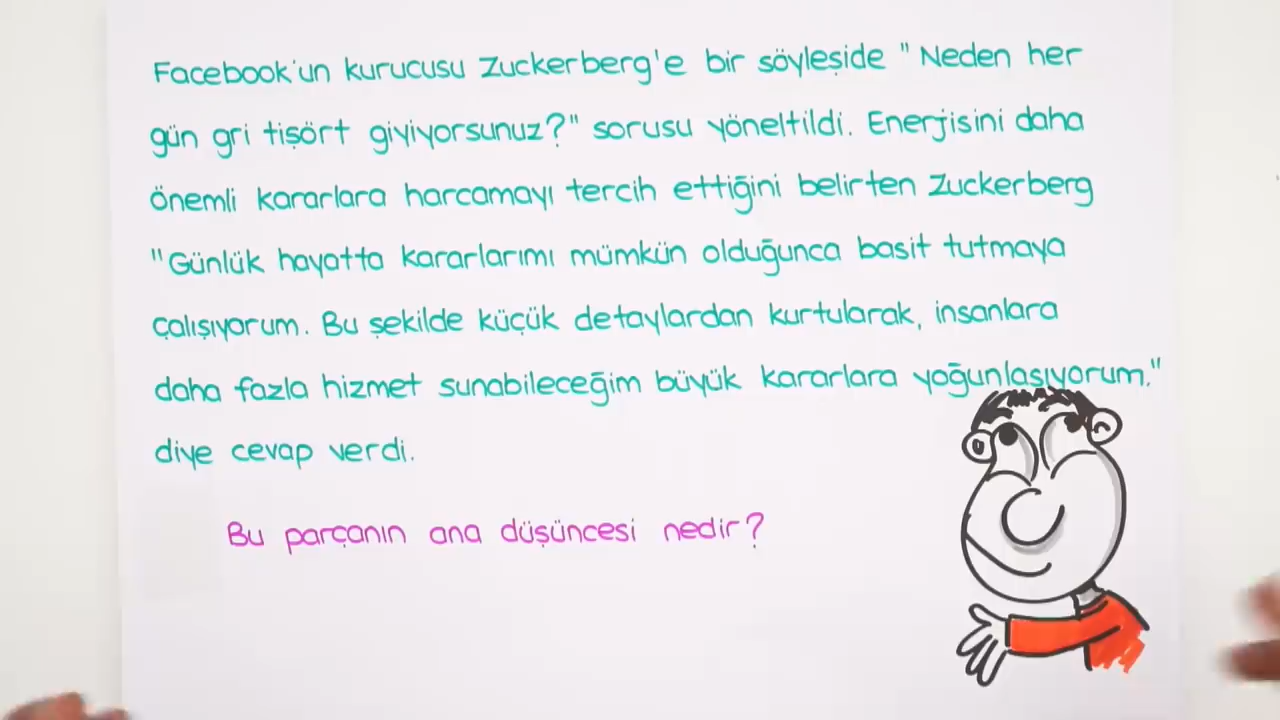 Facebook'un kurucusu Zuckerberg'e bir söyleşide "Neden her
gün gri tişört giyiyorsunuz?" sorusu yöneltildi. Enerjisini daha
önemli kararlara harcamayı tercih ettiğini belirten Zuckerberg
"Günlük hayatta kararlarımı mümkün olduğunca basit tutmaya
çalışıyorum. Bu şekilde küçük detaylardan kurtularak, insanlara
daha fazla hizmet sunabileceğim büyük kararlara yoğunlaşıyorum."
diye cevap verdi.
Bu parçanın ana düşüncesi nedir?